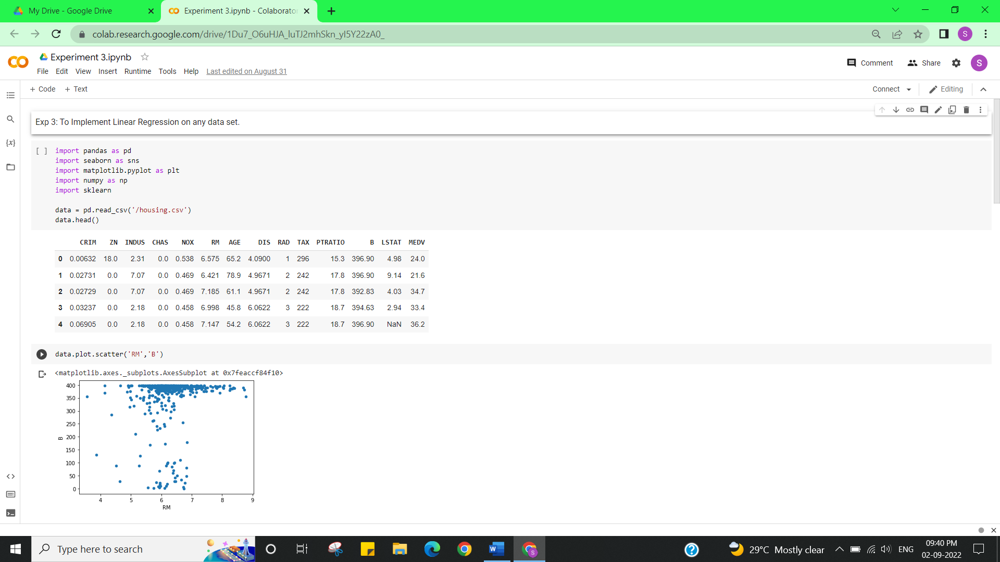 My Drive - Google Drive
Experiment 3.ipynb - Colaborator
colab.research.google.com/drive/1Du7_O6uHJA_luTJ2mhSkn_yI5Y22zA0_
S
Experiment 3.ipynb
File Edit View Insert Runtime Tools Help Last edited on August 31
Comment Share S
+ Code + Text
Connect Editing
Exp 3: To Implement Linear Regression on any data set.
{x}
[ ] import pandas as pd
import seaborn as sns
import matplotlib.pyplot as plt
import numpy as np
import sklearn
data = pd.read_csv('/housing.csv')
data.head()
CRIM ZN INDUS CHAS NOX RM AGE DIS RAD TAX PTRATIO B LSTAT MEDV
0 0.00632 18.0 2.31 0.0 0.538 6.575 65.2 4.0900 1 296 15.3 396.90 4.98 24.0
1 0.02731 0.0 7.07 0.0 0.469 6.421 78.9 4.9671 2 242 17.8 396.90 9.14 21.6
2 0.02729 0.0 7.07 0.0 0.469 7.185 61.1 4.9671 2 242 17.8 392.83 4.03 34.7
3 0.03237 0.0 2.18 0.0 0.458 6.998 45.8 6.0622 3 222 18.7 394.63 2.94 33.4
4 0.06905 0.0 2.18 0.0 0.458 7.147 54.2 6.0622 3 222 18.7 396.90 NaN 36.2
data.plot.scatter('RM','B')
<matplotlib.axes._subplots.AxesSubplot at 0x7feaccf84f10>
400
350
300
250
200
150
100
50
0
B
4 5 6 7 8 9
RM
Type here to search
29°C Mostly clear
ENG
09:40 PM
02-09-2022